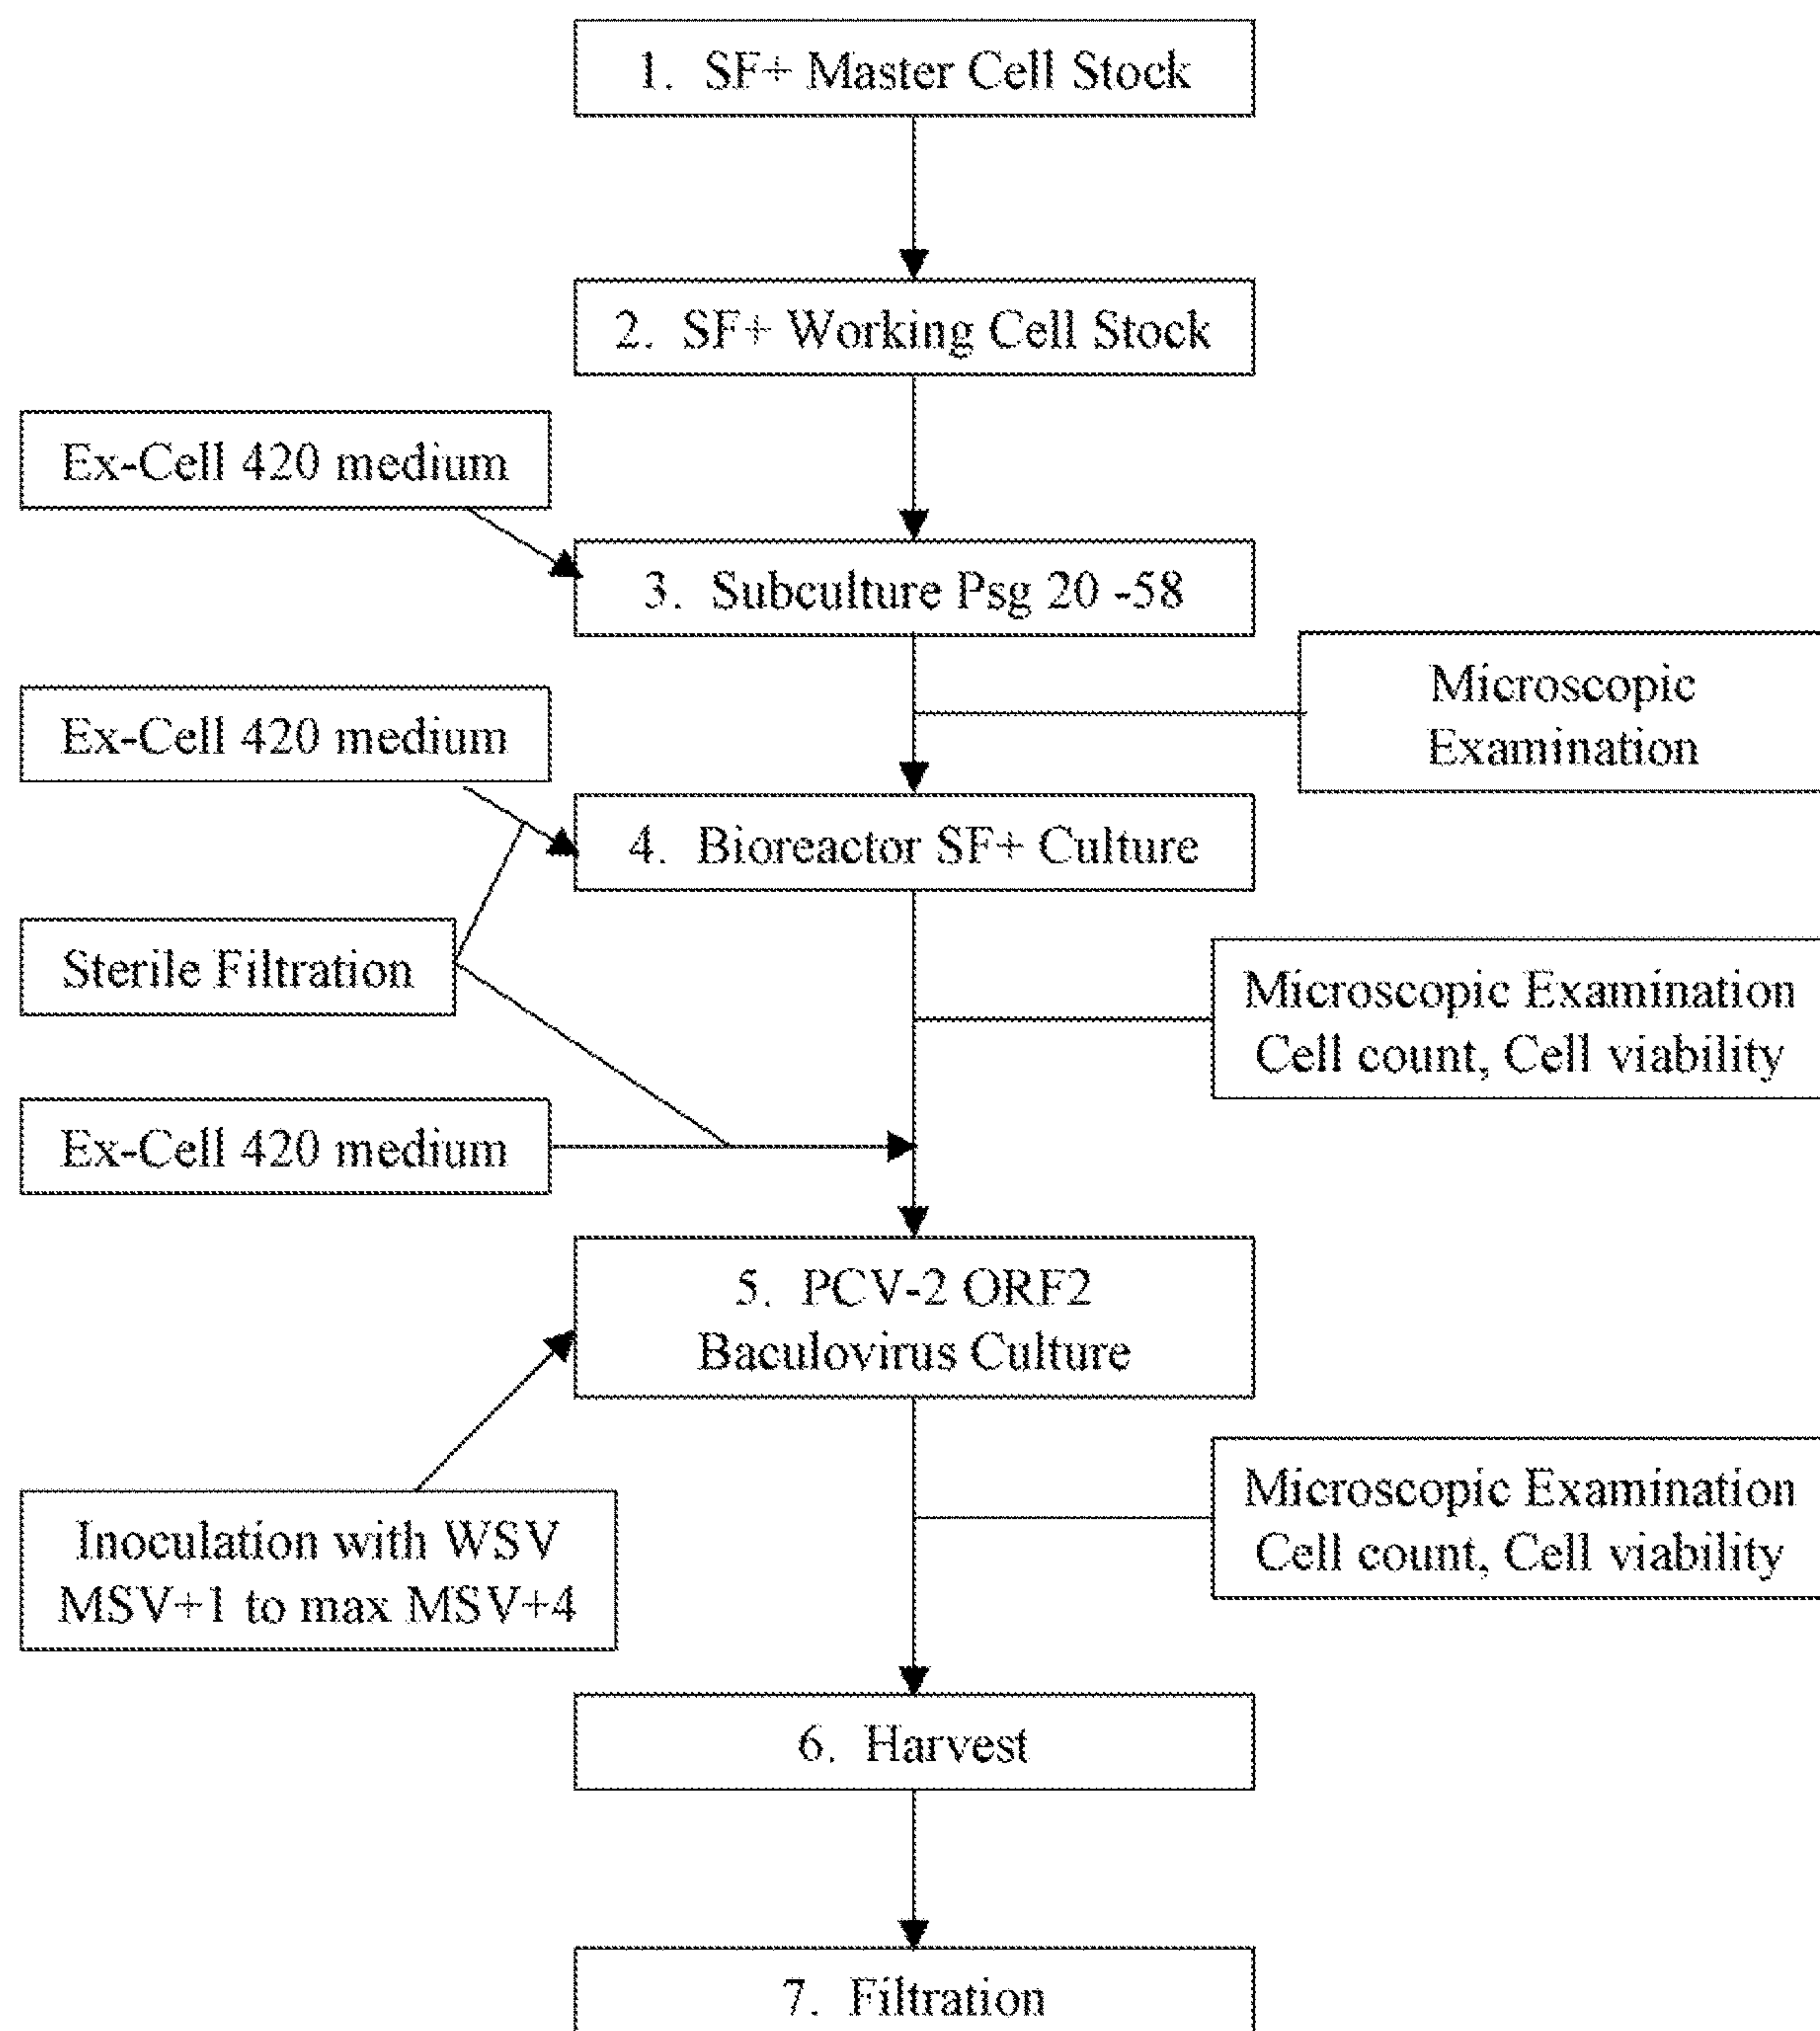 1. SF+ Master Cell Stock
2. SF+ Working Cell Stock
Ex-Cell 420 medium
3. Subculture Psg 20 -58
Microscopic
Examination
Ex-Cell 420 medium
4. Bioreactor SF+ Culture
Sterile Filtration
Microscopic Examination
Cell count, Cell viability
Ex-Cell 420 medium
5. PCV-2 ORF2
Baculovirus Culture
Inoculation with WSV
MSV+1 to max MSV+4
Microscopic Examination
Cell count, Cell viability
6. Harvest
7. Filtration